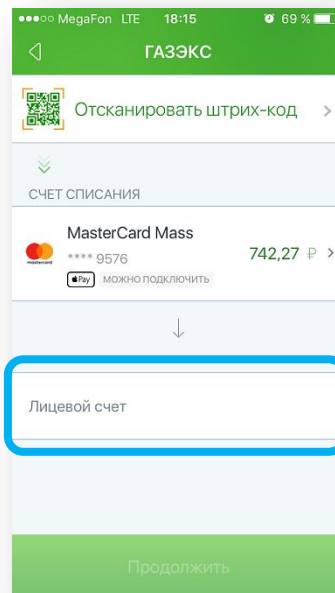 MegaFon LTE 18:15 69 %
ГАЗЭКС
Отсканировать штрих-код
СЧЕТ СПИСАНИЯ
MasterCard Mass
742,27 ₽
**** 9576
Pay МОЖНО ПОДКЛЮЧИТЬ
Лицевой счет
Продолжить